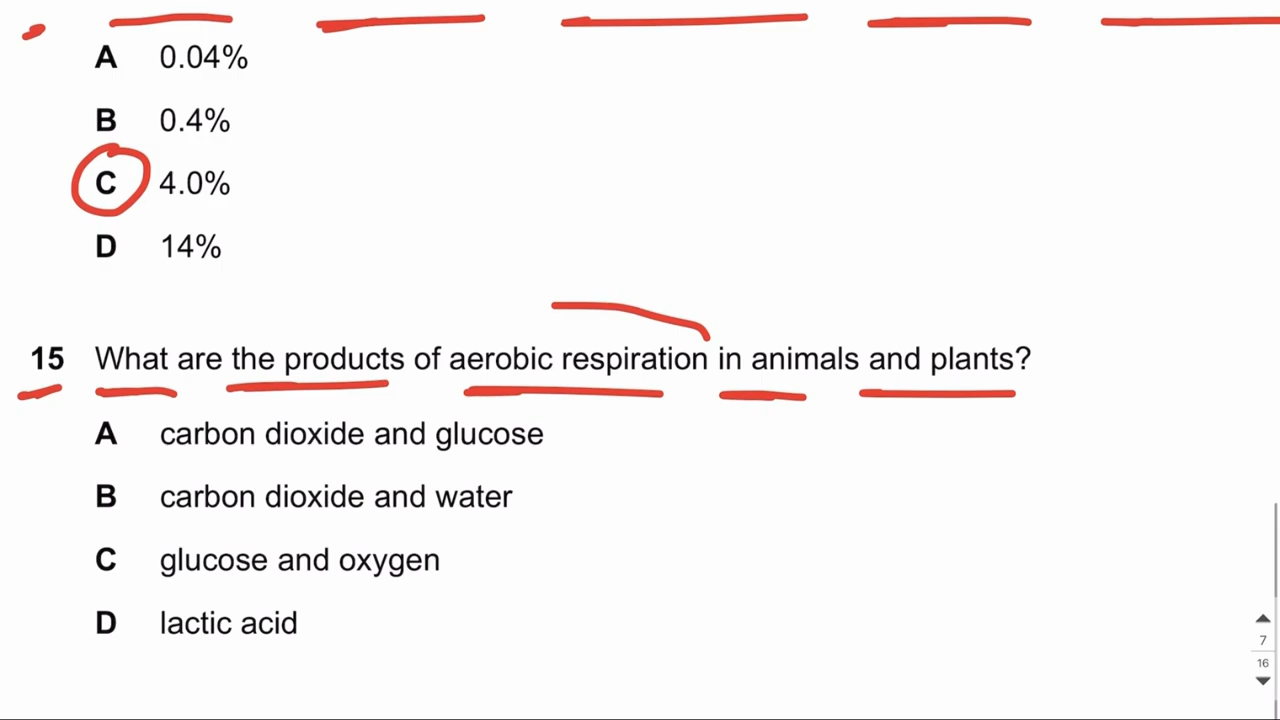 A 0.04%
B 0.4%
C 4.0%
D 14%
15 What are the products of aerobic respiration in animals and plants?
A carbon dioxide and glucose
B carbon dioxide and water
C glucose and oxygen
D lactic acid
7
16